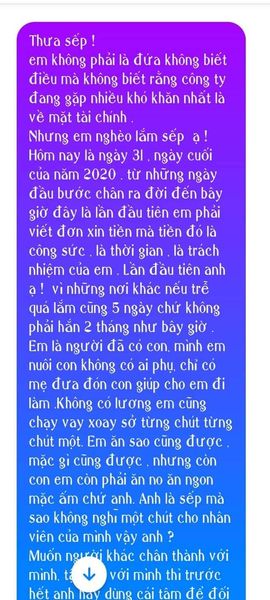 Thưa sếp !
em không phải là đứa không biết
điều mà không biết rằng công ty
đang gặp nhiều khó khăn nhất là
về mặt tài chính .
Nhưng em nghèo lắm sếp ạ !
Hôm nay là ngày 31 , ngày cuối
của năm 2020 . từ những ngày
đầu bước chân ra đời đến bây
giờ đây là lần đầu tiên em phải
viết đơn xin tiền mà tiền đó là
công sức , là thời gian , là trách
nhiệm của em . Lần đầu tiên anh
ạ ! vì những nơi khác nếu trễ
quá lắm cũng 5 ngày chứ không
phải hẳn 2 tháng như bây giờ .
Em là người đã có con, mình em
nuôi con không có ai phụ, chỉ có
mẹ đưa đón con giúp cho em đi
làm .Không có lương em cũng
chạy vay xoay sở từng chút từng
chút một. Em ăn sao cũng được ,
mặc gì cũng được , nhưng còn
con em còn phải ăn no ăn ngon
mặc ấm chứ anh. Anh là sếp mà
sao không nghĩ một chút cho nhân
viên của mình vậy anh ?
Muốn người khác chân thành với
mình, với mình thì trước
hết anh hãy dùng cái tâm để đối